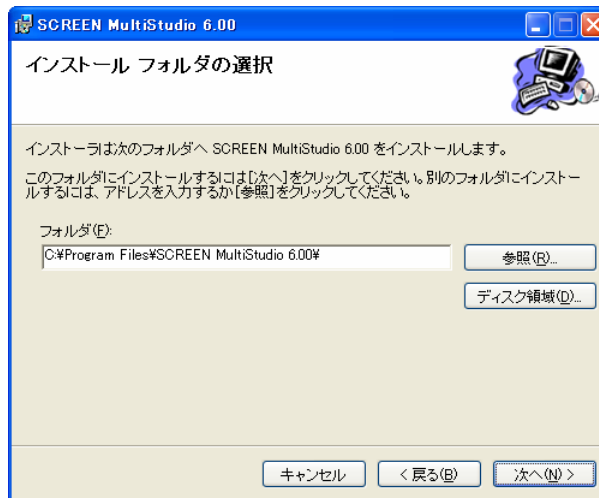 SCREEN MultiStudio 6.00
インストール フォルダの選択
インストーラは次のフォルダへ SCREEN MultiStudio 6.00 をインストールします。
このフォルダにインストールするには[次へ]をクリックしてください。別のフォルダにインストー
ルするには、アドレスを入力するか[参照]をクリックしてください。
フォルダ(F):
C:¥Program Files¥SCREEN MultiStudio 6.00¥
参照(R)...
ディスク領域(D)...
キャンセル
< 戻る(B)
次へ(N) >